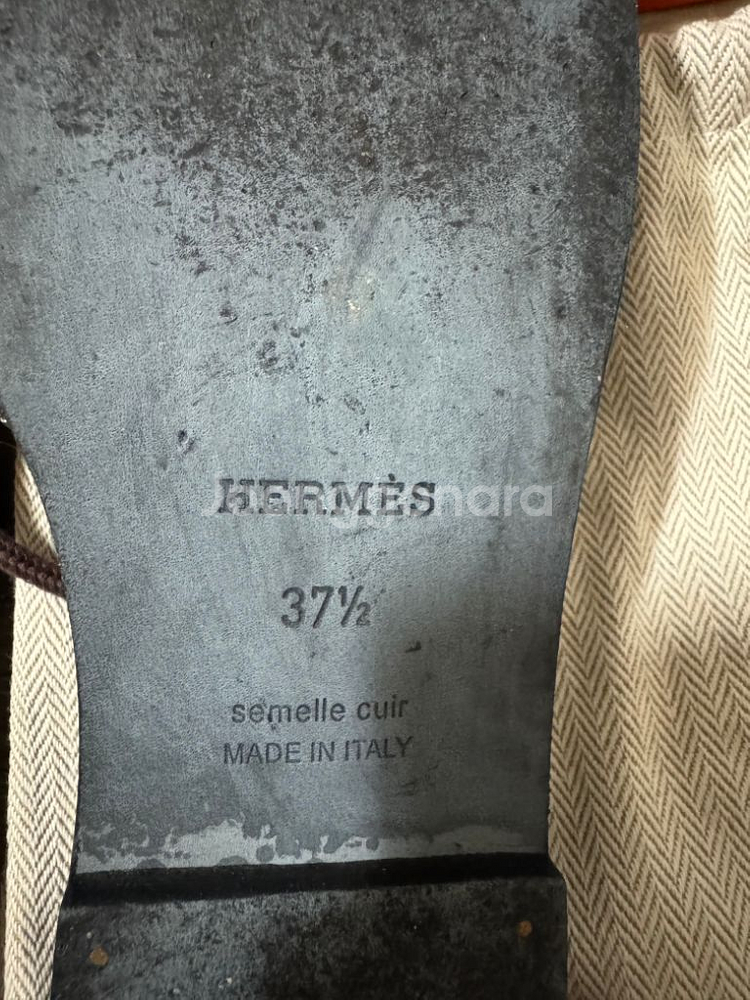 HERMÈS
37½
semelle cuir
MADE IN ITALY